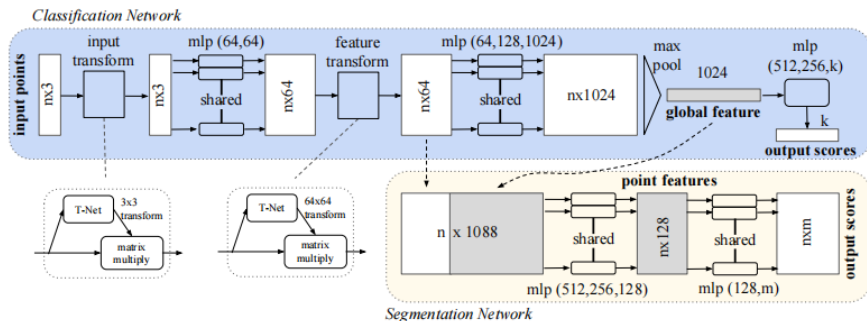 Classification Network
input points
nx3
input
transform
nx3
mlp (64,64)
shared
nx64
feature
transform
nx64
mlp (64,128,1024)
shared
nx1024
max
pool
1024
global feature
mlp
(512,256,k)
k
output scores
T-Net
3x3
transform
matrix
multiply
T-Net
64x64
transform
matrix
multiply
point features
n x 1088
shared
mlp (512,256,128)
nx128
shared
mlp (128,m)
nxm
output scores
Segmentation Network